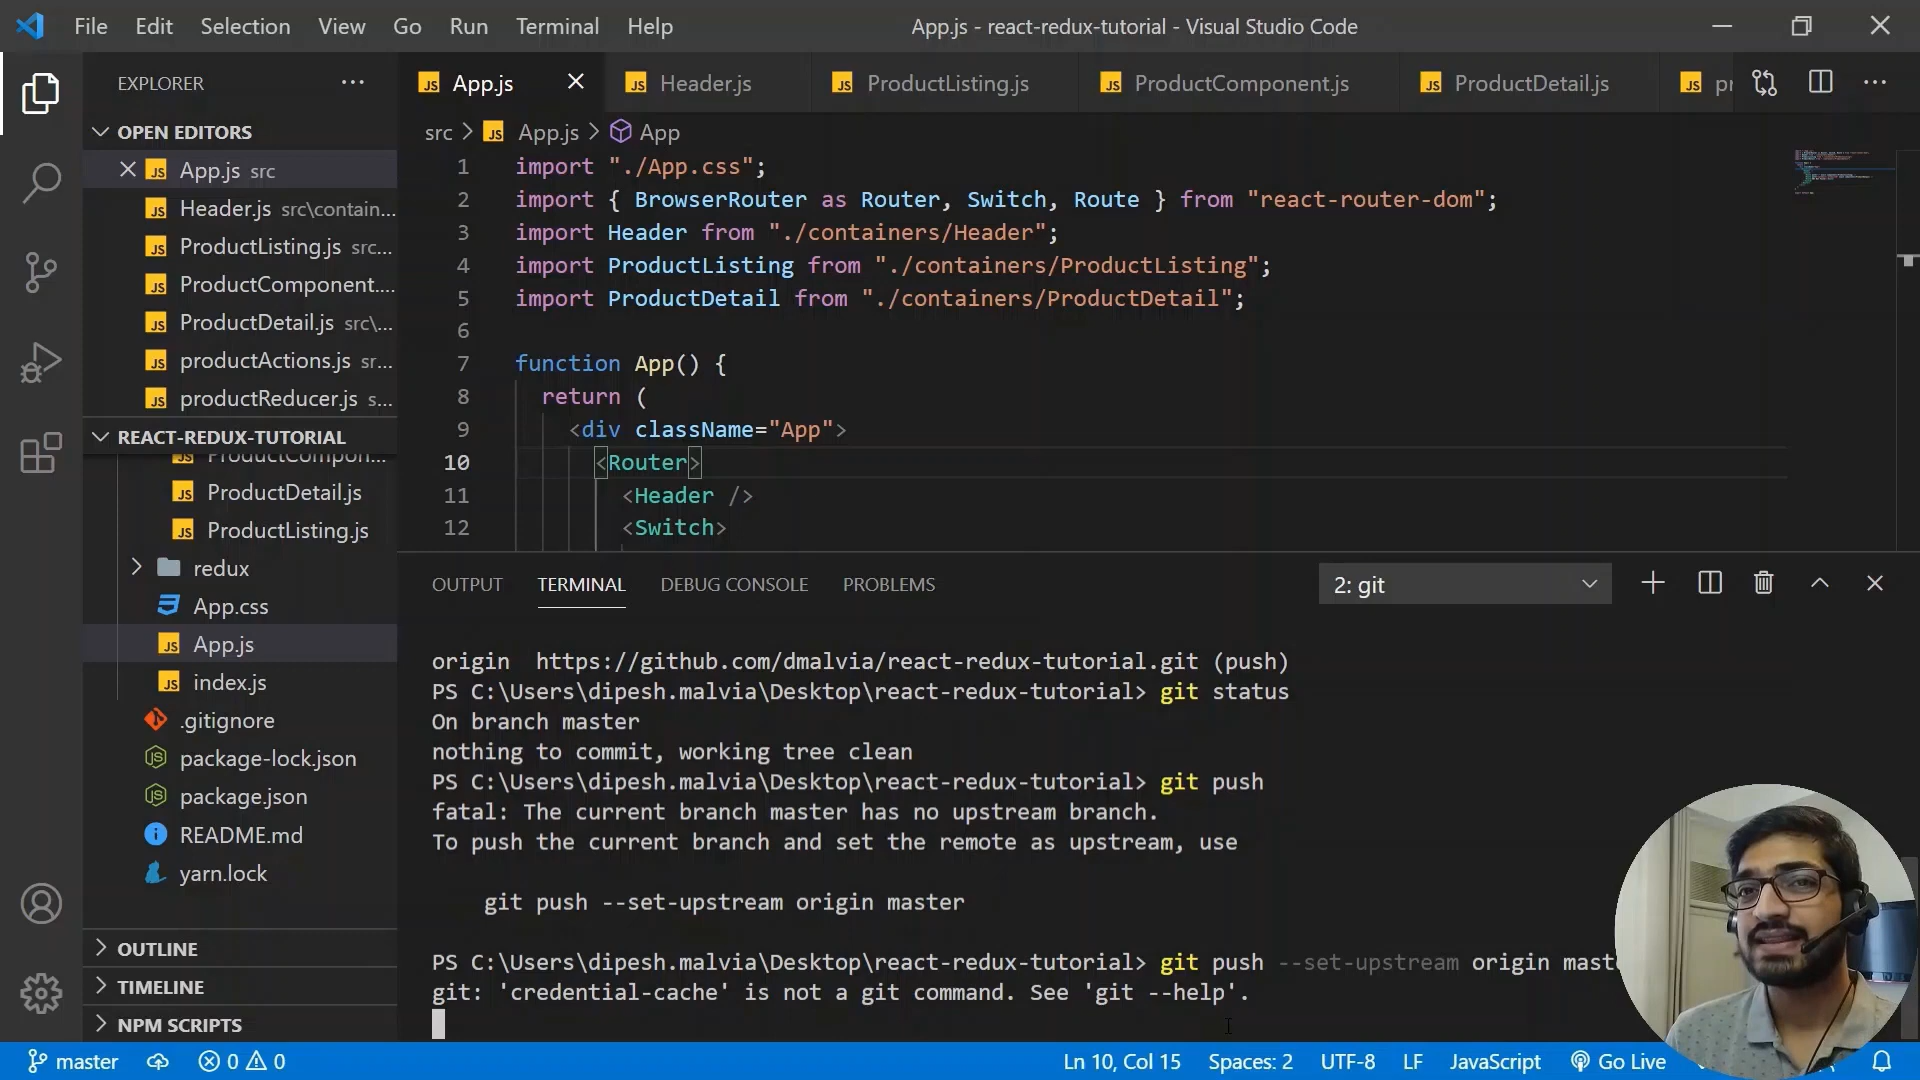 File Edit Selection View Go Run Terminal Help
App.js - react-redux-tutorial - Visual Studio Code
EXPLORER
OPEN EDITORS
App.js src
Header.js src\contain...
ProductListing.js src...
ProductComponent....
ProductDetail.js src\...
productActions.js sr...
productReducer.js s...
REACT-REDUX-TUTORIAL
ProductCompon...
ProductDetail.js
ProductListing.js
redux
App.css
App.js
index.js
.gitignore
package-lock.json
package.json
README.md
yarn.lock
OUTLINE
TIMELINE
NPM SCRIPTS
App.js Header.js ProductListing.js ProductComponent.js ProductDetail.js pr
src > App.js > App
1 import "./App.css";
2 import { BrowserRouter as Router, Switch, Route } from "react-router-dom";
3 import Header from "./containers/Header";
4 import ProductListing from "./containers/ProductListing";
5 import ProductDetail from "./containers/ProductDetail";
6
7 function App() {
8 return (
9 <div className="App">
10 <Router>
11 <Header />
12 <Switch>
OUTPUT TERMINAL DEBUG CONSOLE PROBLEMS 2: git
origin https://github.com/dmalvia/react-redux-tutorial.git (push)
PS C:\Users\dipesh.malvia\Desktop\react-redux-tutorial> git status
On branch master
nothing to commit, working tree clean
PS C:\Users\dipesh.malvia\Desktop\react-redux-tutorial> git push
fatal: The current branch master has no upstream branch.
To push the current branch and set the remote as upstream, use
git push --set-upstream origin master
PS C:\Users\dipesh.malvia\Desktop\react-redux-tutorial> git push --set-upstream origin mast
git: 'credential-cache' is not a git command. See 'git --help'.
master 0 0 Ln 10, Col 15 Spaces: 2 UTF-8 LF JavaScript Go Live